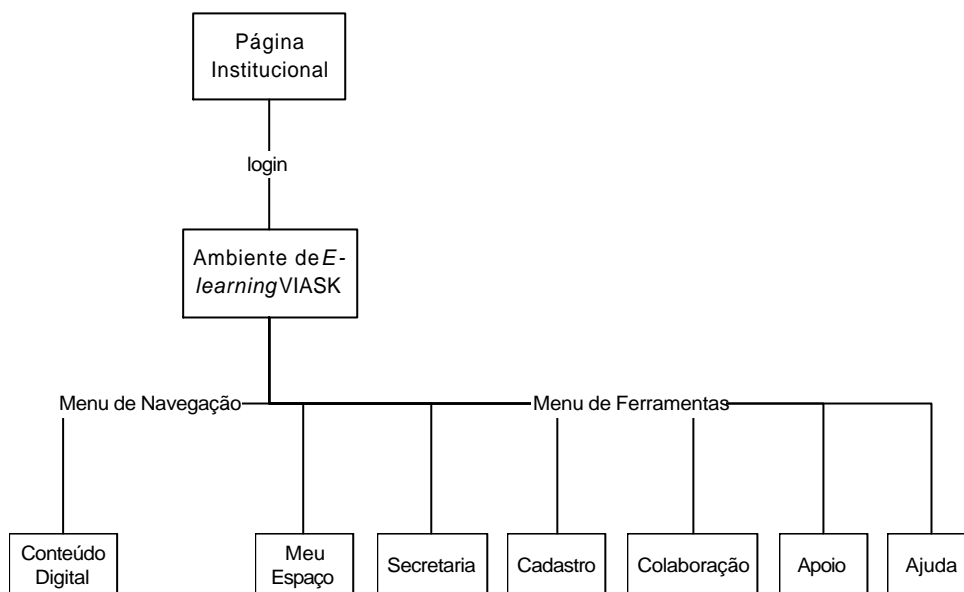 Página
Institucional
login
Ambiente de E-
learning VIASK
Menu de Navegação
Menu de Ferramentas
Conteúdo
Digital
Meu
Espaço
Secretaria
Cadastro
Colaboração
Apoio
Ajuda